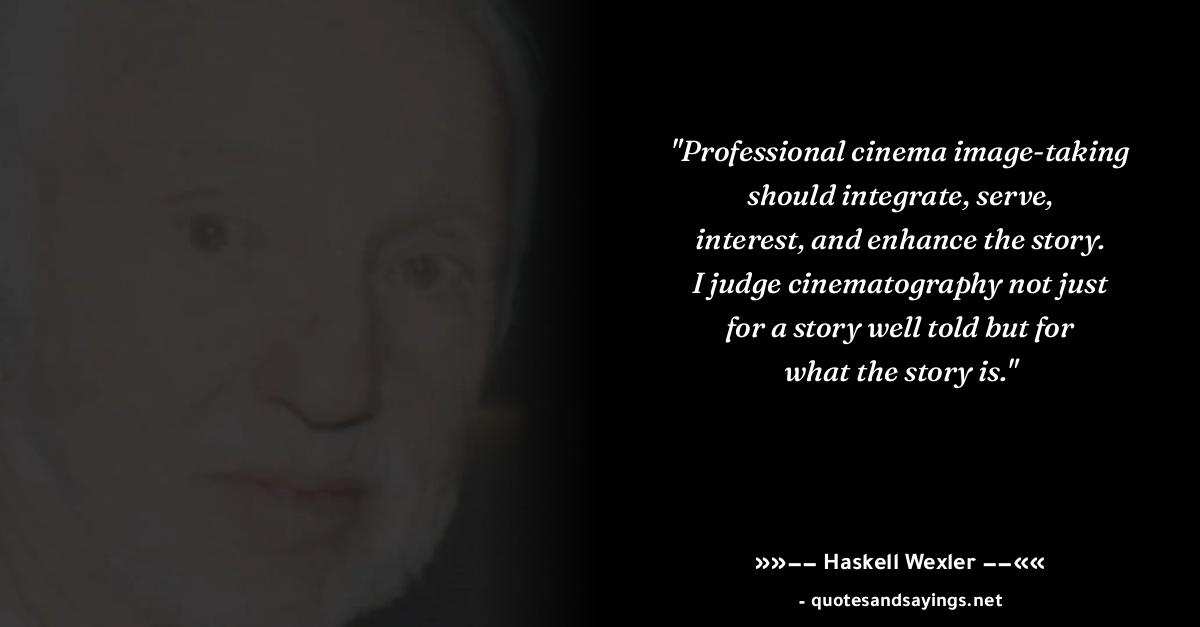 "Professional cinema image-taking
should integrate, serve,
interest, and enhance the story.
I judge cinematography not just
for a story well told but for
what the story is."
»»−− Haskell Wexler −−««
- quotesandsayings.net